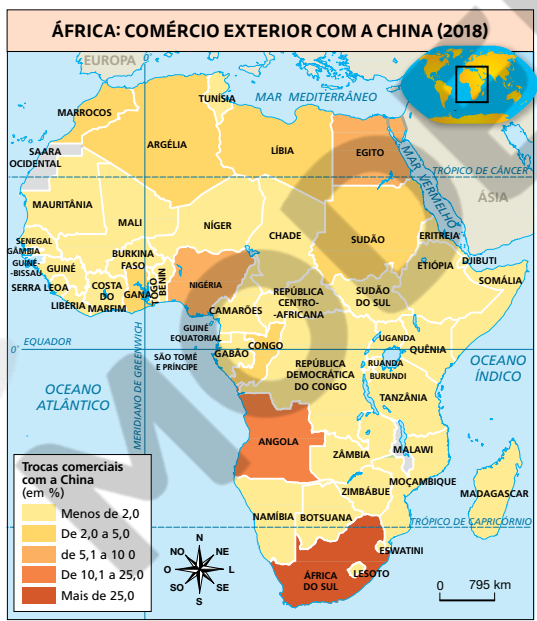 ÁFRICA: COMÉRCIO EXTERIOR COM A CHINA (2018)
EUROPA
0°
MAR MEDITERRÂNEO
TUNÍSIA
MARROCOS
ARGÉLIA
LÍBIA
EGITO
SAARA
OCIDENTAL
TRÓPICO DE CÂNCER
MAR VERMELHO
ÁSIA
MAURITÂNIA
MALI
NÍGER
CHADE
SUDÃO
ERITREIA
SENEGAL
GÂMBIA
GUINÉ-
-BISSAU
GUINÉ
BURKINA
FASO
DJIBUTI
ETIÓPIA
SOMÁLIA
SERRA LEOA
LIBÉRIA
COSTA
DO
MARFIM
GANA
TOGO
BENIN
NIGÉRIA
CAMARÕES
REPÚBLICA
CENTRO-
-AFRICANA
SUDÃO
DO SUL
GUINÉ
EQUATORIAL
SÃO TOMÉ
E PRÍNCIPE
GABÃO
CONGO
UGANDA
QUÊNIA
RUANDA
BURUNDI
0°
EQUADOR
REPÚBLICA
DEMOCRÁTICA
DO CONGO
TANZÂNIA
OCEANO
ÍNDICO
OCEANO
ATLÂNTICO
MERIDIANO DE GREENWICH
ANGOLA
ZÂMBIA
MALAWI
MOÇAMBIQUE
ZIMBÁBUE
MADAGASCAR
NAMÍBIA
BOTSUANA
TRÓPICO DE CAPRICÓRNIO
ESWATINI
LESOTO
ÁFRICA
DO SUL
Trocas comerciais
com a China
(em %)
Menos de 2,0
De 2,0 a 5,0
de 5,1 a 10 0
De 10,1 a 25,0
Mais de 25,0
N
NO
NE
O
L
SO
SE
S
0 795 km